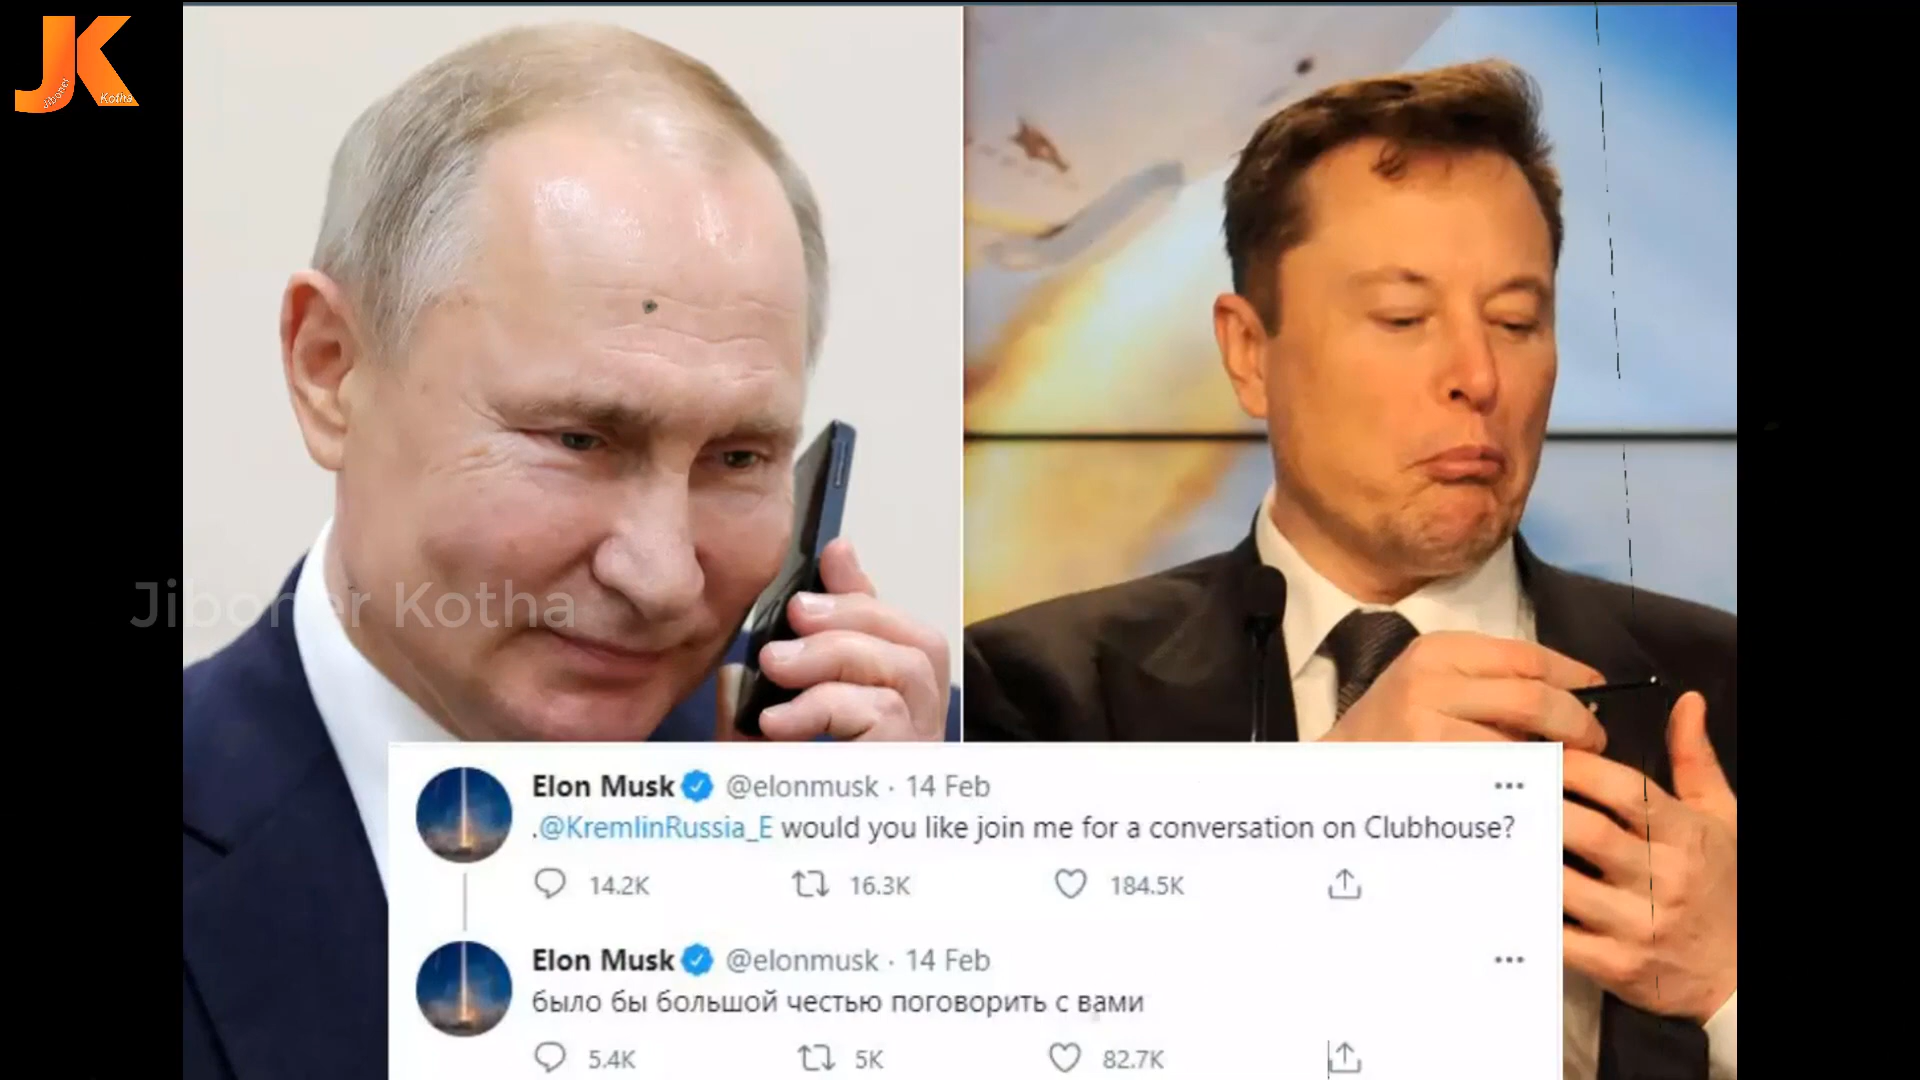 JK
Jiboner Kotha
Jiboner Kotha
Elon Musk @elonmusk · 14 Feb
.@KremlinRussia_E would you like join me for a conversation on Clubhouse?
14.2K 16.3K 184.5K
Elon Musk @elonmusk · 14 Feb
было бы большой честью поговорить с вами
5.4K 5K 82.7K